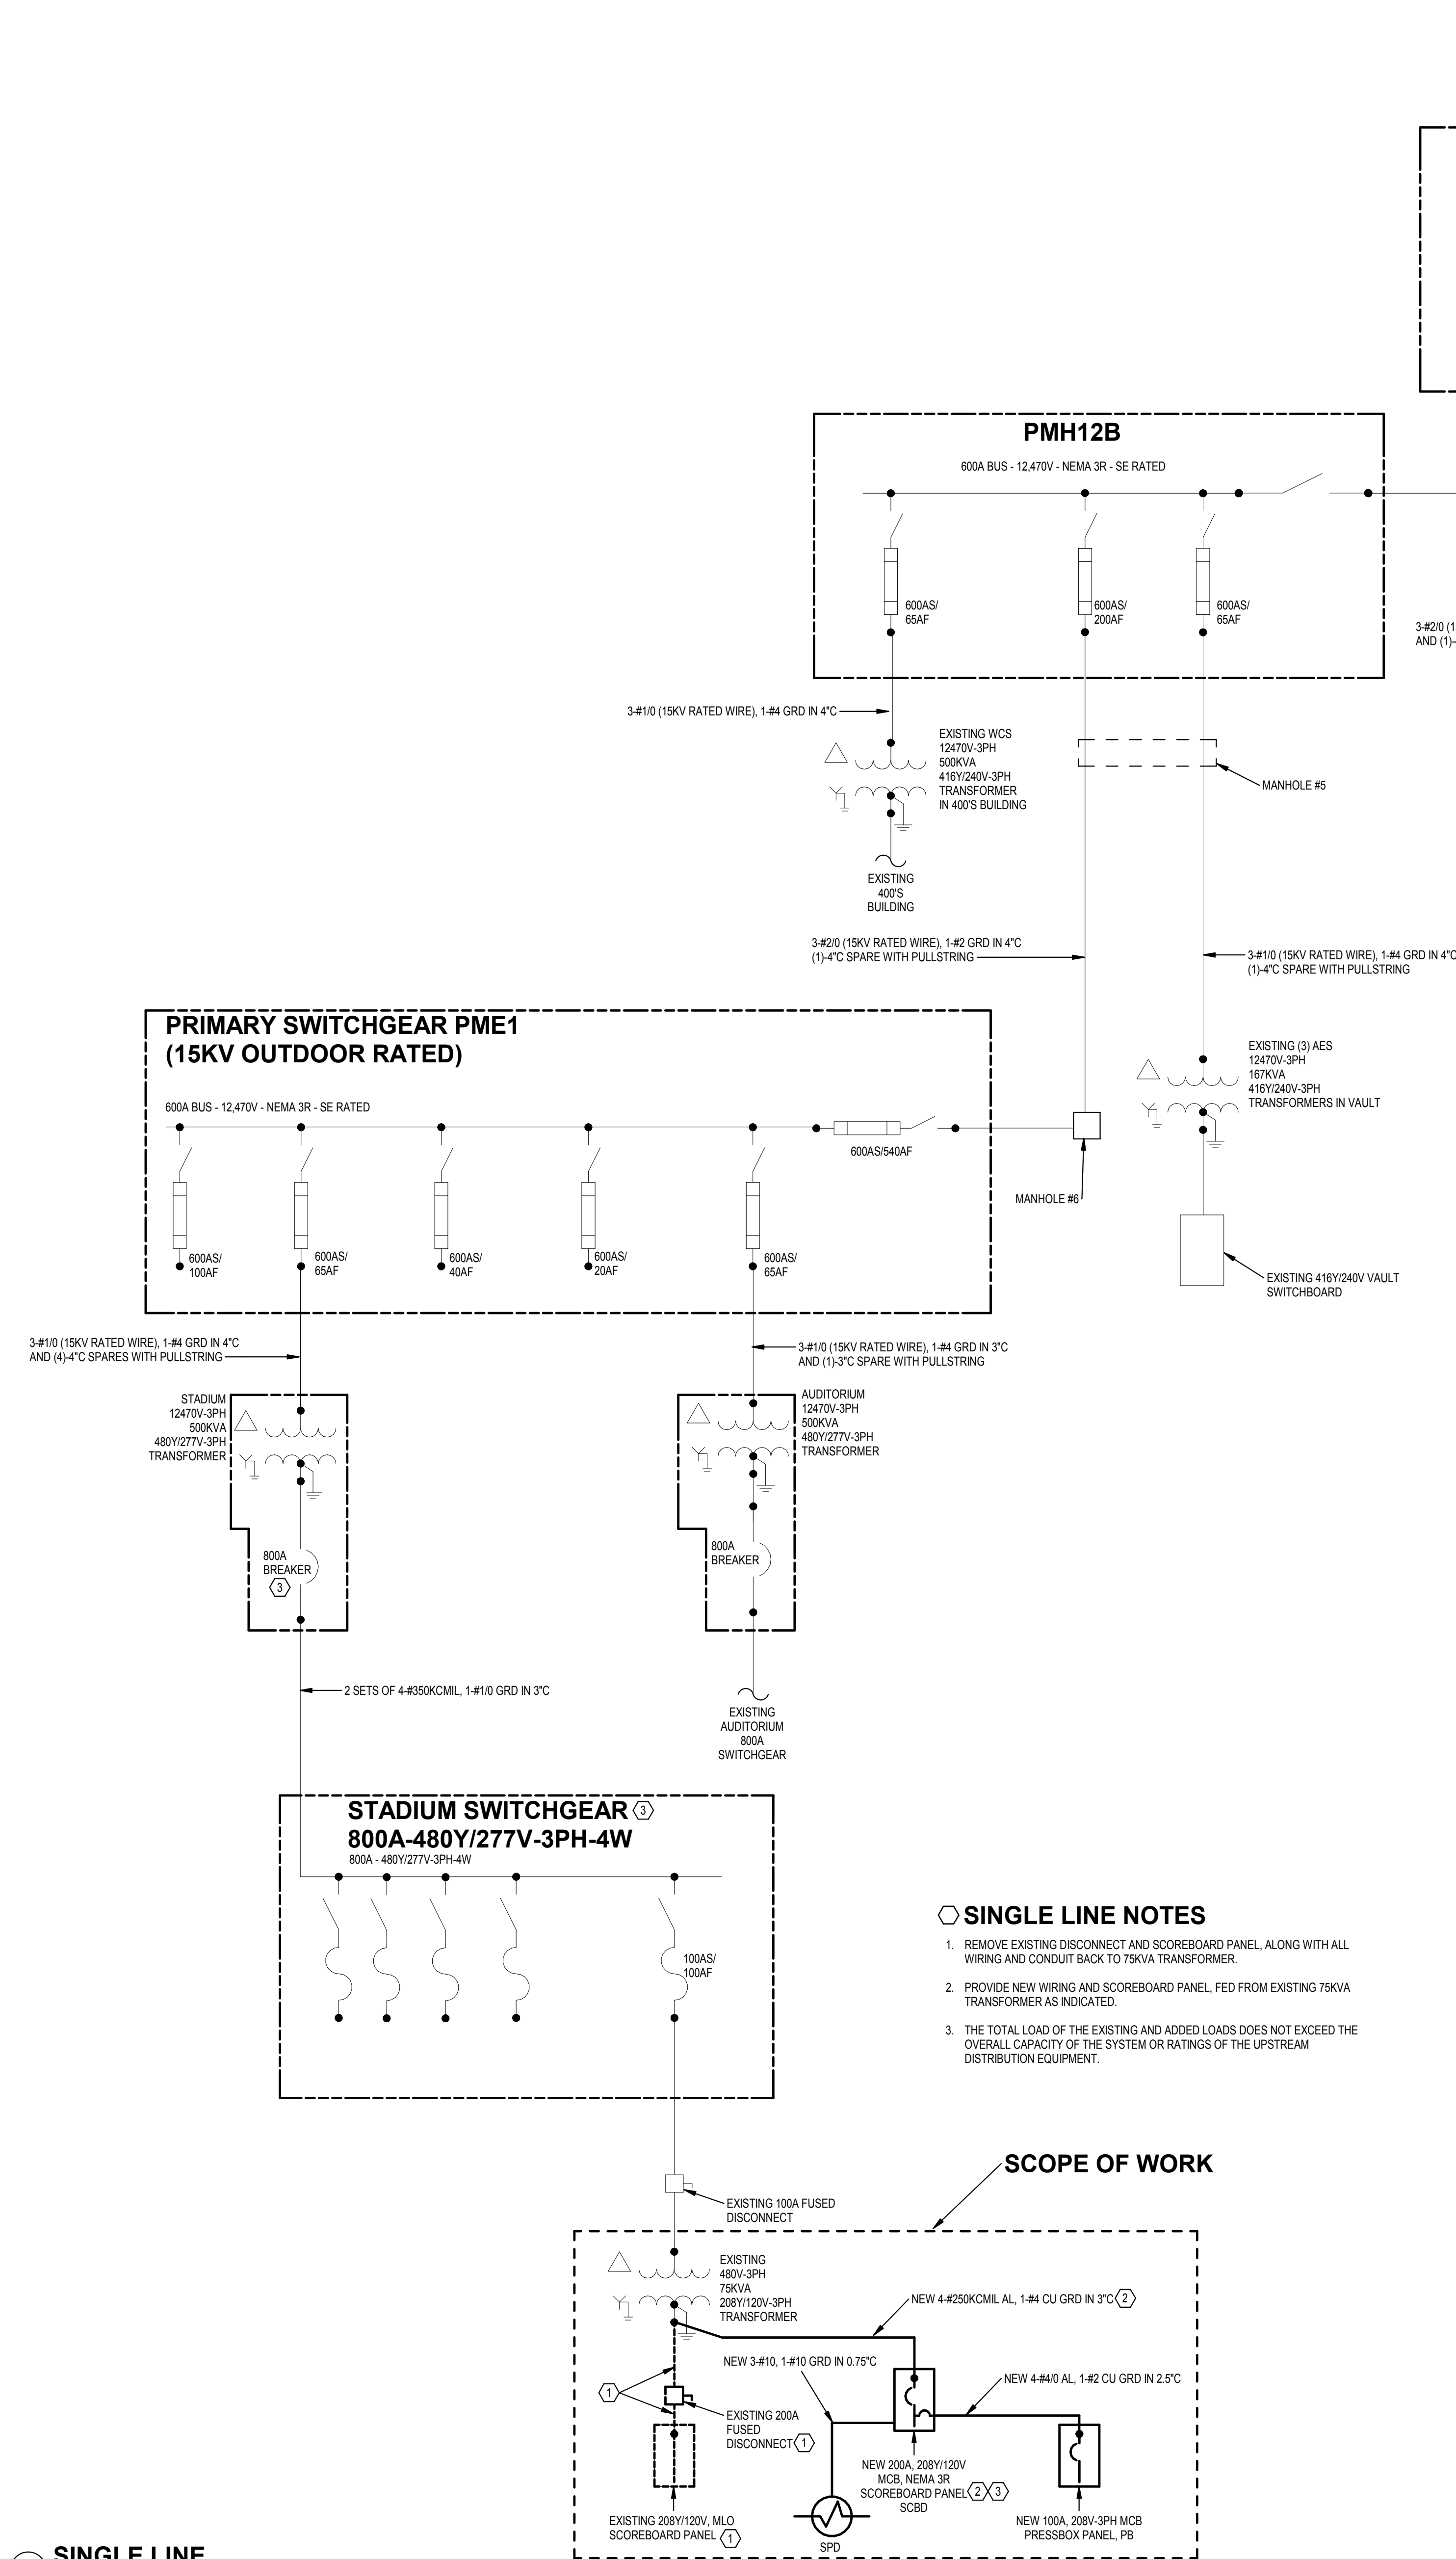 PMH12B
600A BUS - 12,470V - NEMA 3R - SE RATED
600AS/
65AF
600AS/
200AF
600AS/
65AF
3-#2/0 (1
AND (1)-
3-#1/0 (15KV RATED WIRE), 1-#4 GRD IN 4"C
EXISTING WCS
12470V-3PH
500KVA
416Y/240V-3PH
TRANSFORMER
IN 400'S BUILDING
MANHOLE #5
EXISTING
400'S
BUILDING
3-#2/0 (15KV RATED WIRE), 1-#2 GRD IN 4"C
(1)-4"C SPARE WITH PULLSTRING
3-#1/0 (15KV RATED WIRE), 1-#4 GRD IN 4"C
(1)-4"C SPARE WITH PULLSTRING
PRIMARY SWITCHGEAR PME1
(15KV OUTDOOR RATED)
600A BUS - 12,470V - NEMA 3R - SE RATED
600AS/540AF
EXISTING (3) AES
12470V-3PH
167KVA
416Y/240V-3PH
TRANSFORMERS IN VAULT
MANHOLE #6
600AS/
100AF
600AS/
65AF
600AS/
40AF
600AS/
20AF
600AS/
65AF
EXISTING 416Y/240V VAULT
SWITCHBOARD
3-#1/0 (15KV RATED WIRE), 1-#4 GRD IN 4"C
AND (4)-4"C SPARES WITH PULLSTRING
3-#1/0 (15KV RATED WIRE), 1-#4 GRD IN 3"C
AND (1)-3"C SPARE WITH PULLSTRING
STADIUM
12470V-3PH
500KVA
480Y/277V-3PH
TRANSFORMER
AUDITORIUM
12470V-3PH
500KVA
480Y/277V-3PH
TRANSFORMER
800A
BREAKER
3
800A
BREAKER
2 SETS OF 4-#350KCMIL, 1-#1/0 GRD IN 3"C
EXISTING
AUDITORIUM
800A
SWITCHGEAR
STADIUM SWITCHGEAR 3
800A-480Y/277V-3PH-4W
800A - 480Y/277V-3PH-4W
100AS/
100AF
SINGLE LINE NOTES
1. REMOVE EXISTING DISCONNECT AND SCOREBOARD PANEL, ALONG WITH ALL
WIRING AND CONDUIT BACK TO 75KVA TRANSFORMER.
2. PROVIDE NEW WIRING AND SCOREBOARD PANEL, FED FROM EXISTING 75KVA
TRANSFORMER AS INDICATED.
3. THE TOTAL LOAD OF THE EXISTING AND ADDED LOADS DOES NOT EXCEED THE
OVERALL CAPACITY OF THE SYSTEM OR RATINGS OF THE UPSTREAM
DISTRIBUTION EQUIPMENT.
SCOPE OF WORK
EXISTING 100A FUSED
DISCONNECT
EXISTING
480V-3PH
75KVA
208Y/120V-3PH
TRANSFORMER
NEW 4-#250KCMIL AL, 1-#4 CU GRD IN 3"C 2
NEW 3-#10, 1-#10 GRD IN 0.75"C
NEW 4-#4/0 AL, 1-#2 CU GRD IN 2.5"C
1
EXISTING 200A
FUSED
DISCONNECT 1
NEW 200A, 208Y/120V
MCB, NEMA 3R
SCOREBOARD PANEL 2 3
SCBD
EXISTING 208Y/120V, MLO
SCOREBOARD PANEL 1
SPD
NEW 100A, 208V-3PH MCB
PRESSBOX PANEL, PB
SINGLE LINE